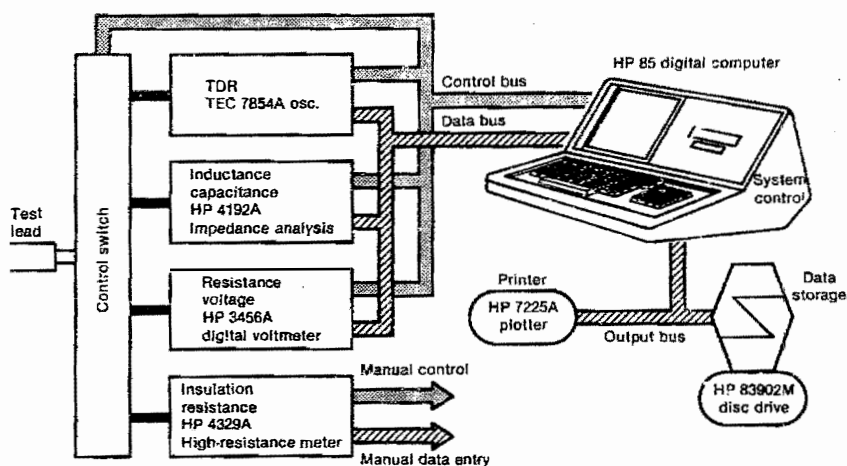 HP 85 digital computer
TDR
TEC 7854A osc.
Control bus
Data bus
Inductance
capacitance
HP 4192A
Impedance analysis
System
control
Test
lead
Control switch
Resistance
voltage
HP 3456A
digital voltmeter
Printer
HP 7225A
plotter
Data
storage
Output bus
Manual control
Insulation
resistance
HP 4329A
High-resistance meter
HP 83902M
disc drive
Manual data entry